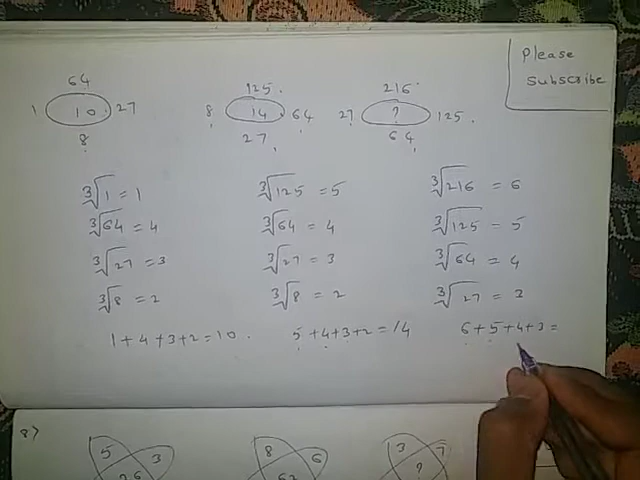 Please
Subscribe
64
1 10 27
8
125
8 14 64
27
216
27 ? 125
64
∛1 = 1
∛64 = 4
∛27 = 3
∛8 = 2
1 + 4 + 3 + 2 = 10
∛125 = 5
∛64 = 4
∛27 = 3
∛8 = 2
5 + 4 + 3 + 2 = 14
∛216 = 6
∛125 = 5
∛64 = 4
∛27 = 3
6 + 5 + 4 + 3 =
8)
5 3
26
8 6
3 7
?